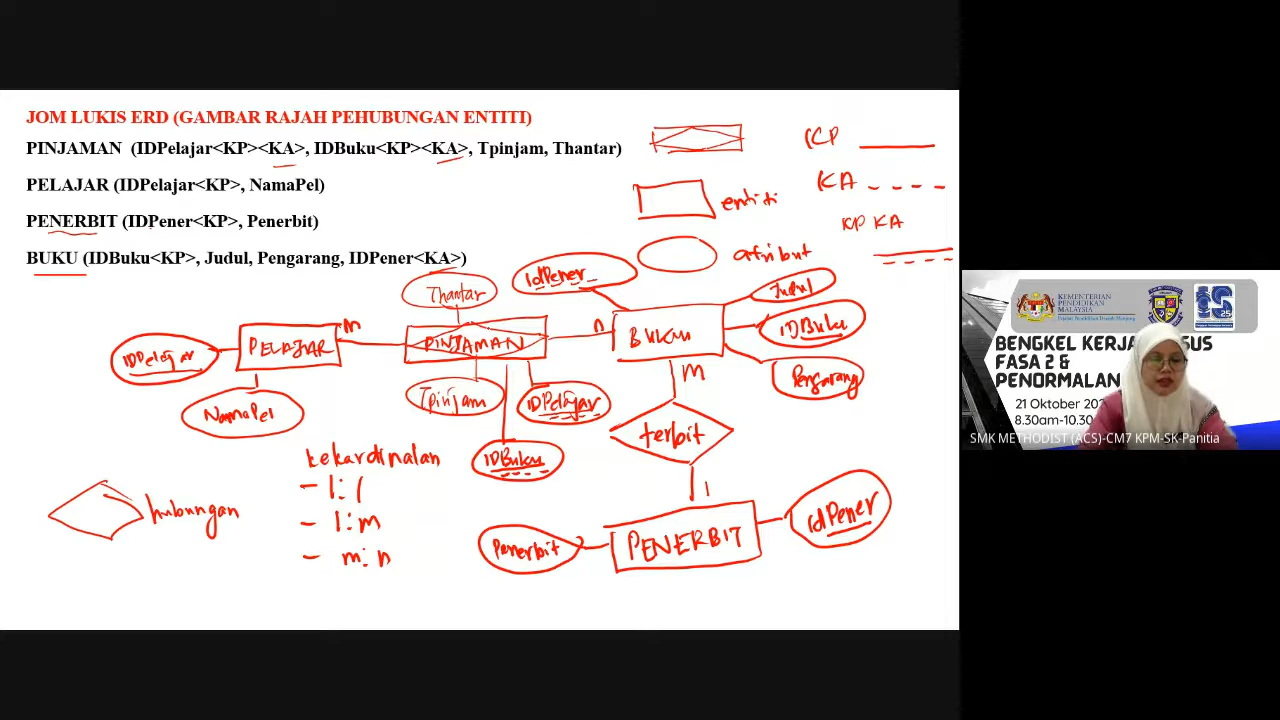 JOM LUKIS ERD (GAMBAR RAJAH PEHUBUNGAN ENTITI)
PINJAMAN (IDPelajar<KP><KA>, IDBuku<KP><KA>, Tpinjam, Thantar)
PELAJAR (IDPelajar<KP>, NamaPel)
PENERBIT (IDPener<KP>, Penerbit)
BUKU (IDBuku<KP>, Judul, Pengarang, IDPener<KA>)
KP
KA
KP KA
entiti
atribut
IdPener
Judul
Thantar
m
n
IDBuku
IDPelajar
PELAJAR
PINJAMAN
BUKU
Pengarang
NamaPel
Tpinjam
IDPelajar
M
terbit
IDBuku
kekardinalan
- 1:1
- 1:m
- m:n
hubungan
1
Penerbit
PENERBIT
idPener
KEMENTERIAN
PENDIDIKAN
MALAYSIA
25
BENGKEL KERJA
SUS
FASA 2 &
PENORMALAN
21 Oktober 202
8.30am-10.30
SMK METHODIST (ACS)-CM7 KPM-SK-Panitia